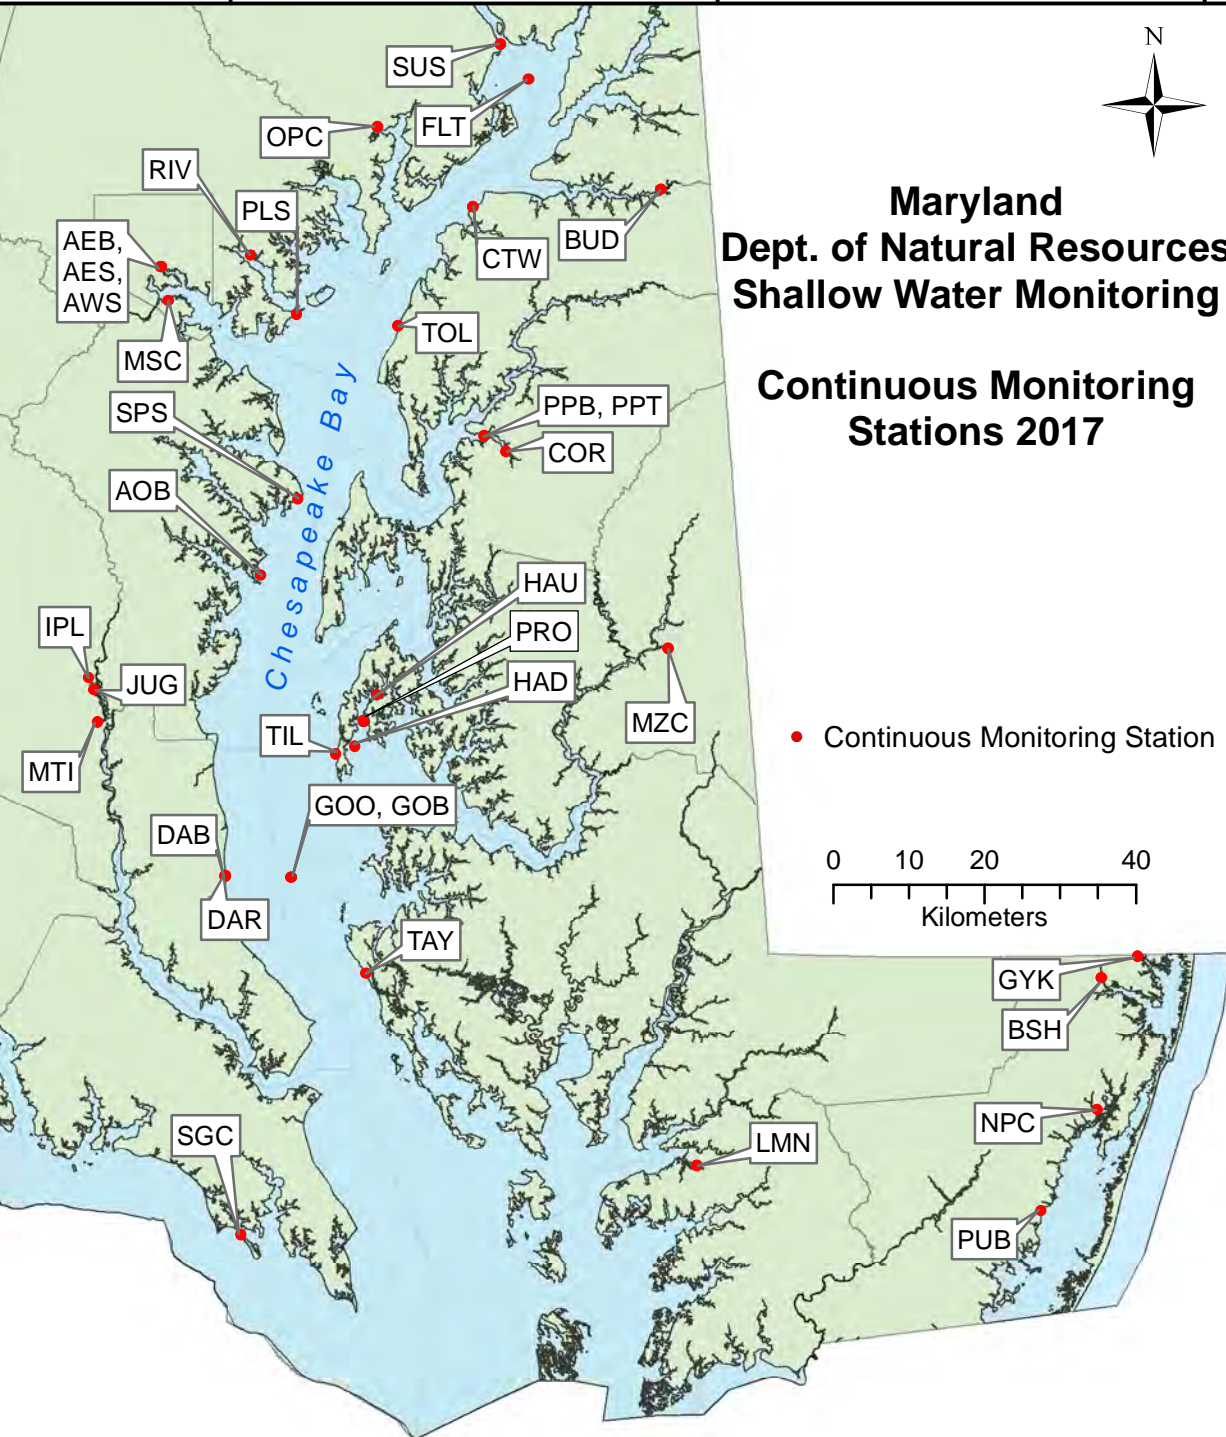 N
Maryland
Dept. of Natural Resources
Shallow Water Monitoring
Continuous Monitoring
Stations 2017
SUS
FLT
OPC
RIV
PLS
AEB,
AES,
AWS
MSC
BUD
CTW
TOL
SPS
PPB, PPT
COR
AOB
Chesapeake Bay
HAU
PRO
HAD
IPL
JUG
MTI
TIL
MZC
Continuous Monitoring Station
GOO, GOB
DAB
DAR
0 10 20 40
Kilometers
TAY
GYK
BSH
NPC
SGC
LMN
PUB